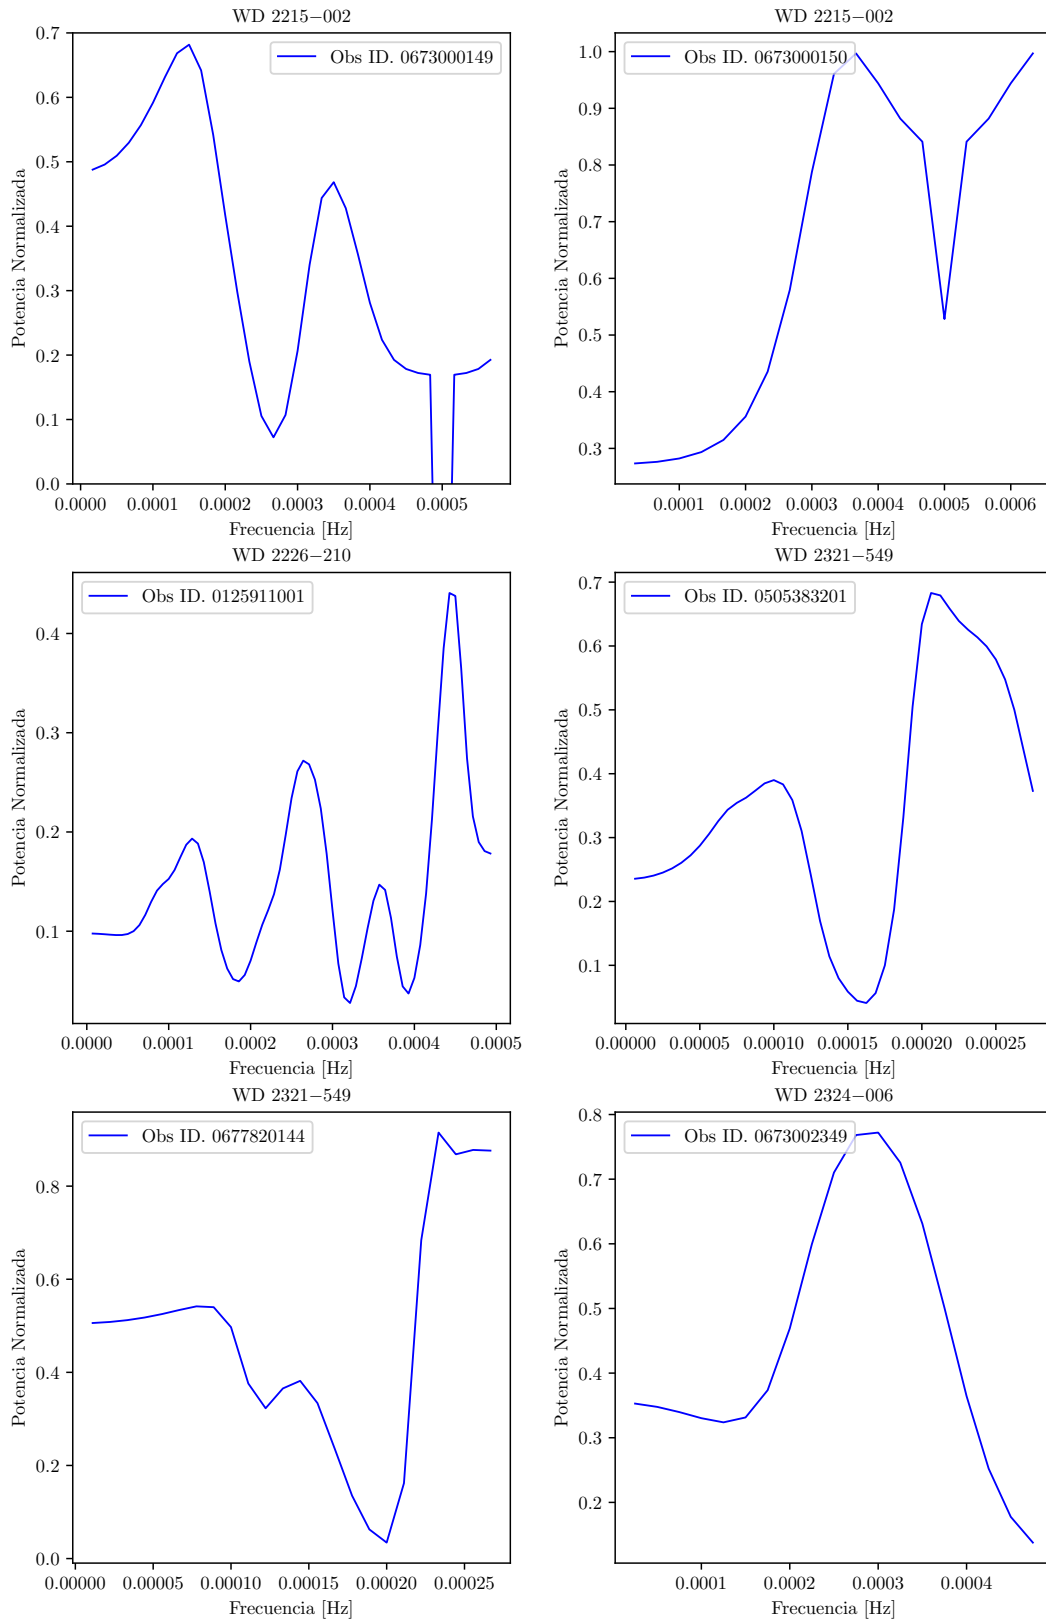 WD 2215−002
Obs ID. 0673000149
Potencia Normalizada
0.7
0.6
0.5
0.4
0.3
0.2
0.1
0.0
0.0000 0.0001 0.0002 0.0003 0.0004 0.0005
Frecuencia [Hz]
WD 2215−002
Obs ID. 0673000150
Potencia Normalizada
1.0
0.9
0.8
0.7
0.6
0.5
0.4
0.3
0.0001 0.0002 0.0003 0.0004 0.0005 0.0006
Frecuencia [Hz]
WD 2226−210
Obs ID. 0125911001
Potencia Normalizada
0.4
0.3
0.2
0.1
0.0000 0.0001 0.0002 0.0003 0.0004 0.0005
Frecuencia [Hz]
WD 2321−549
Obs ID. 0505383201
Potencia Normalizada
0.7
0.6
0.5
0.4
0.3
0.2
0.1
0.00000 0.00005 0.00010 0.00015 0.00020 0.00025
Frecuencia [Hz]
WD 2321−549
Obs ID. 0677820144
Potencia Normalizada
0.8
0.6
0.4
0.2
0.0
0.00000 0.00005 0.00010 0.00015 0.00020 0.00025
Frecuencia [Hz]
WD 2324−006
Obs ID. 0673002349
Potencia Normalizada
0.8
0.7
0.6
0.5
0.4
0.3
0.2
0.0001 0.0002 0.0003 0.0004
Frecuencia [Hz]